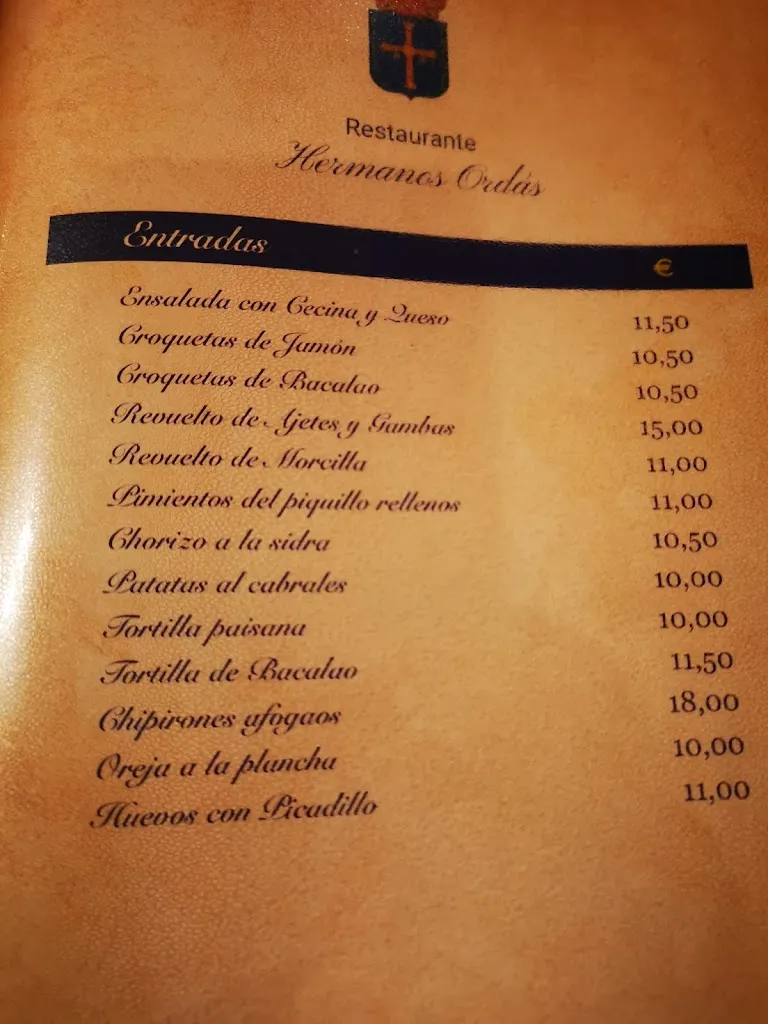 Restaurante
Hermanos Ordás
Entradas €
Ensalada con Cecina y Queso 11,50
Croquetas de Jamón 10,50
Croquetas de Bacalao 10,50
Revuelto de Ajetes y Gambas 15,00
Revuelto de Morcilla 11,00
Pimientos del piquillo rellenos 11,00
Chorizo a la sidra 10,50
Patatas al cabrales 10,00
Tortilla paisana 10,00
Tortilla de Bacalao 11,50
Chipirones afogaos 18,00
Oreja a la plancha 10,00
Huevos con Picadillo 11,00